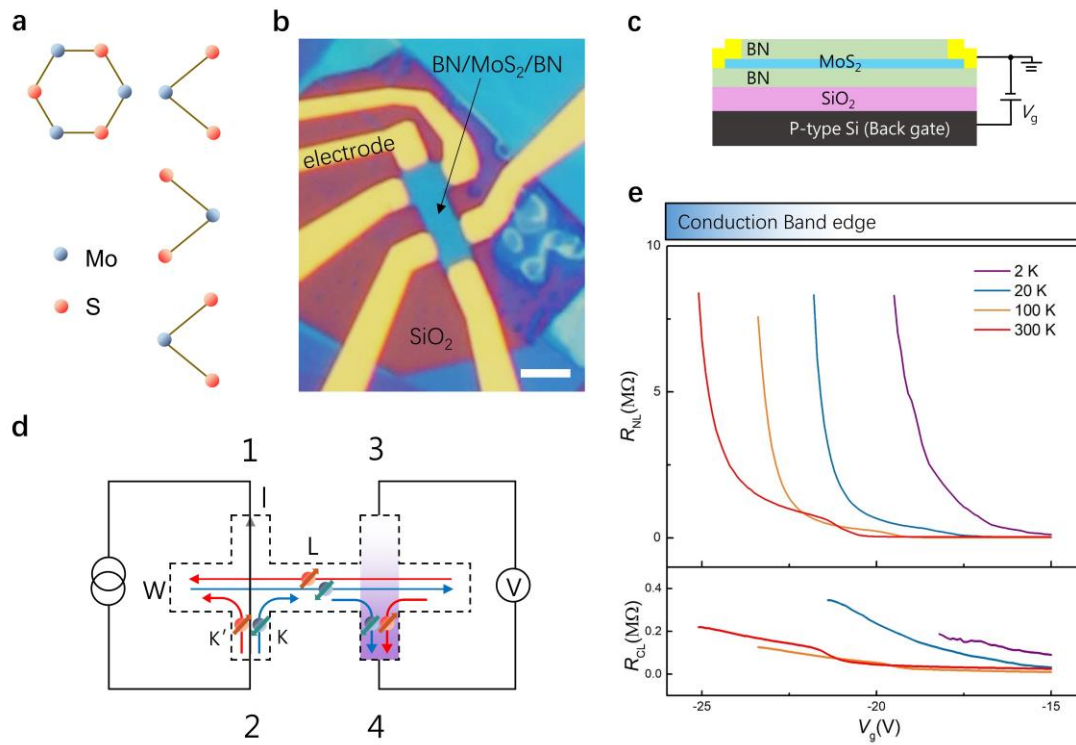 a
Mo
S
b
BN/MoS₂/BN
electrode
SiO₂
c
BN
MoS₂
BN
SiO₂
P-type Si (Back gate)
Vg
d
1
3
I
L
W
V
K′
K
2
4
e
Conduction Band edge
10
5
0
RNL(MΩ)
2 K
20 K
100 K
300 K
0.4
0.2
0.0
RCL(MΩ)
-25
-20
-15
Vg(V)